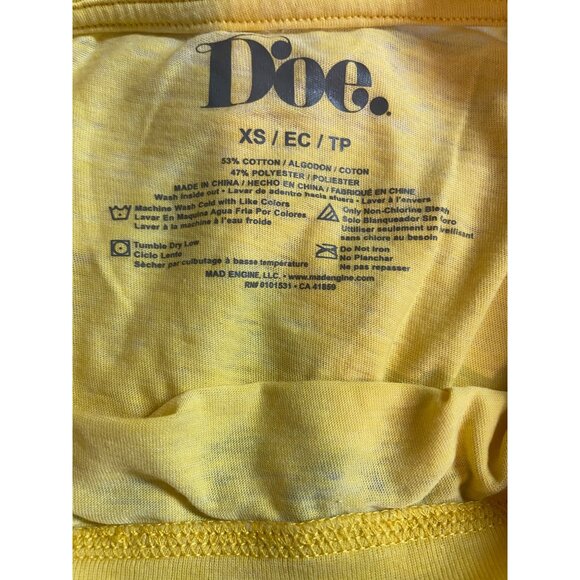 Doe.
XS / EC / TP
53% COTTON / ALGODON / COTON
47% POLYESTER / POLIESTER
MADE IN CHINA / HECHO EN CHINA / FABRIQUÉ EN CHINE
Wash inside out • Lavar de adentro hacia afuera • Laver à l'envers
Machine Wash Cold with Like Colors
Lavar En Maquina Agua Fria Por Colores
Laver à la machine à l'eau froide
Only Non-Chlorine Bleach
Solo Blanqueador Sin Cloro
Utiliser seulement un javellisant
sans chlore au besoin
Tumble Dry Low
Ciclo Lento
Sècher par culbutage à basse température
Do Not Iron
No Planchar
Ne pas repasser
MAD ENGINE, LLC. • www.madengine.com
RN# 0101531 • CA 41899